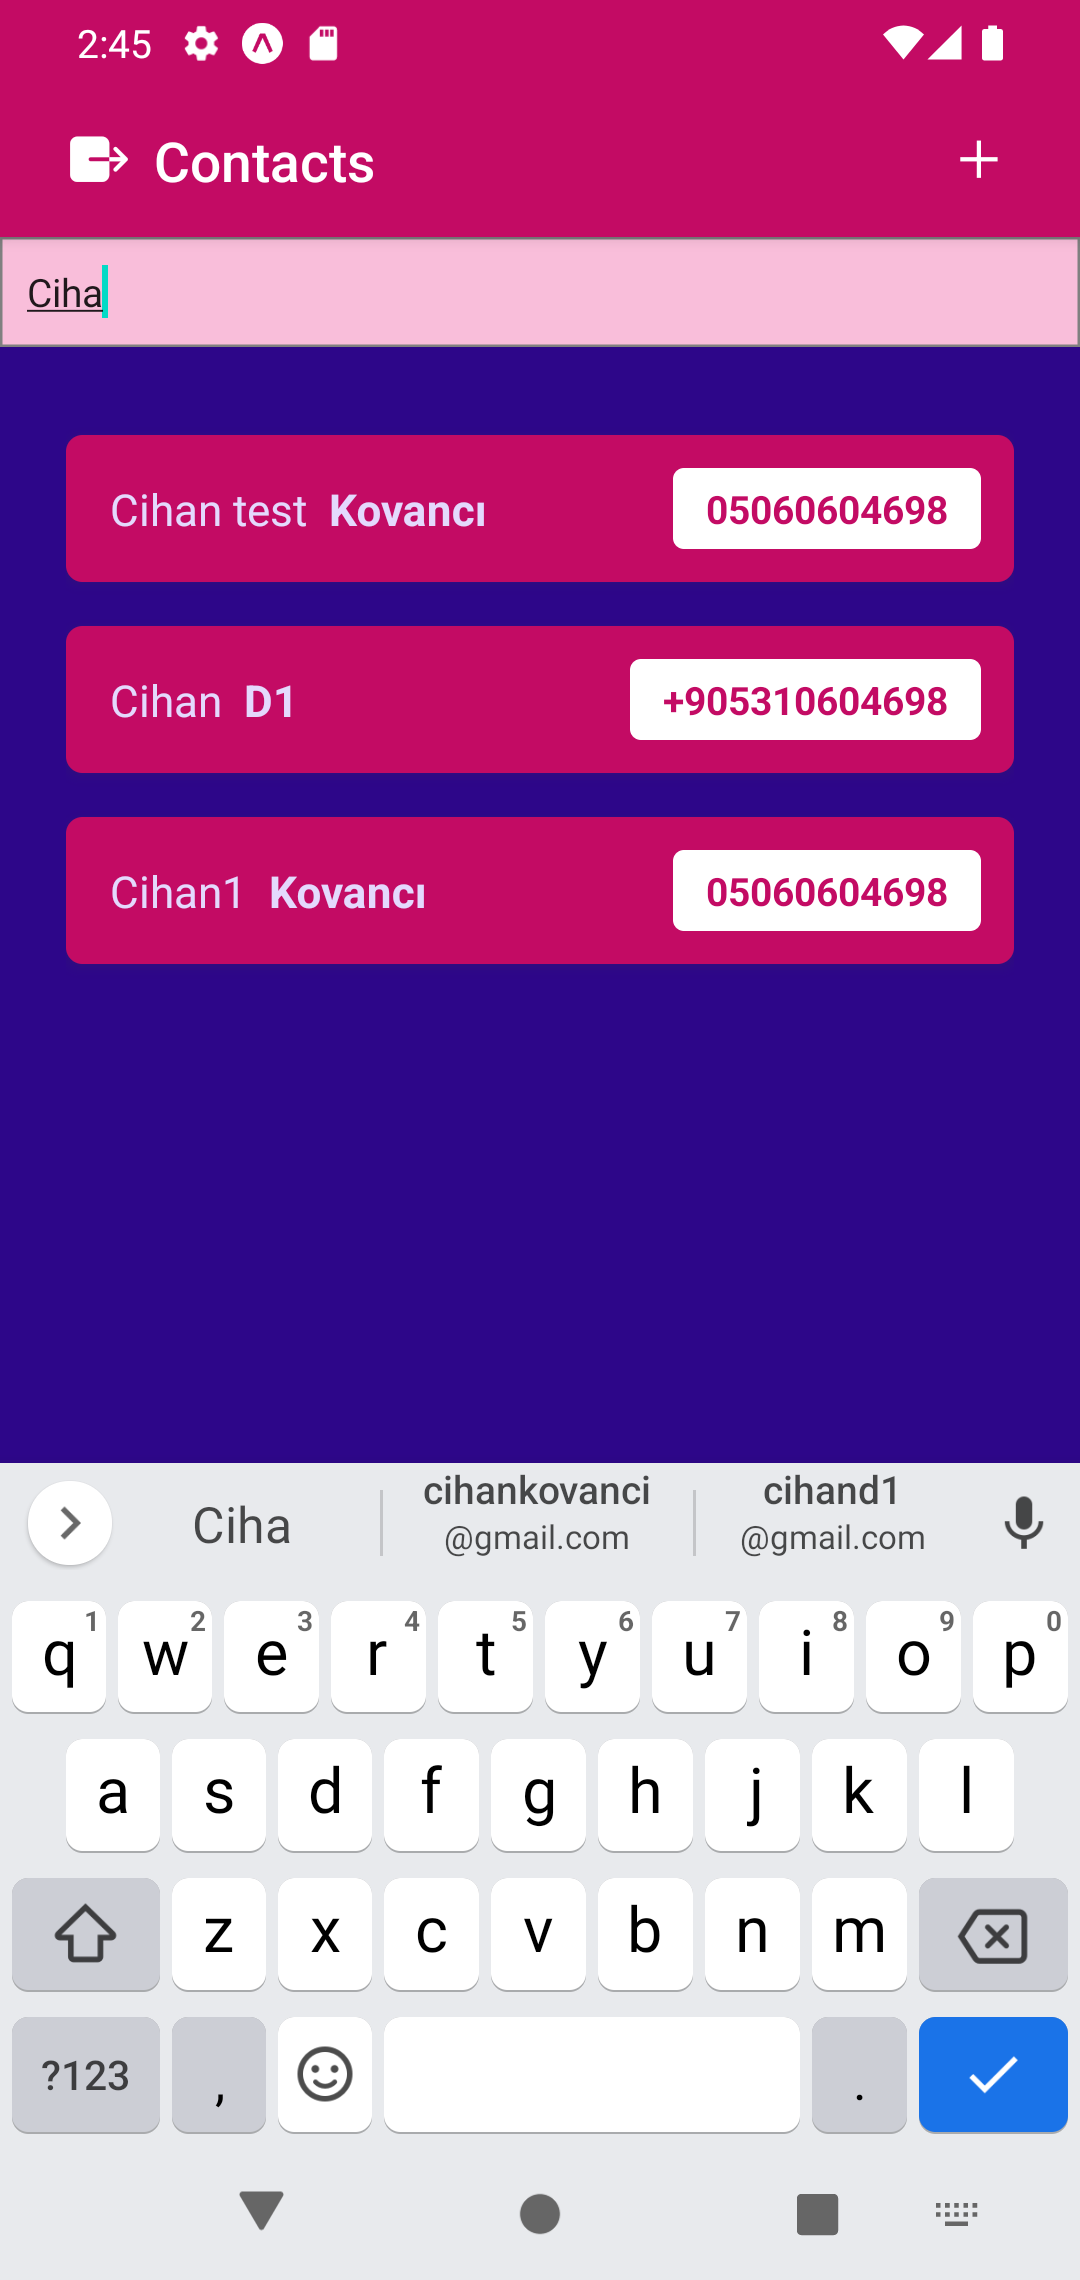 2:45
Contacts
Ciha
Cihan test Kovancı 05060604698
Cihan D1 +905310604698
Cihan1 Kovancı 05060604698
Ciha cihankovanci @gmail.com cihand1 @gmail.com
1 2 3 4 5 6 7 8 9 0
q w e r t y u i o p
a s d f g h j k l
z x c v b n m
?123 , .